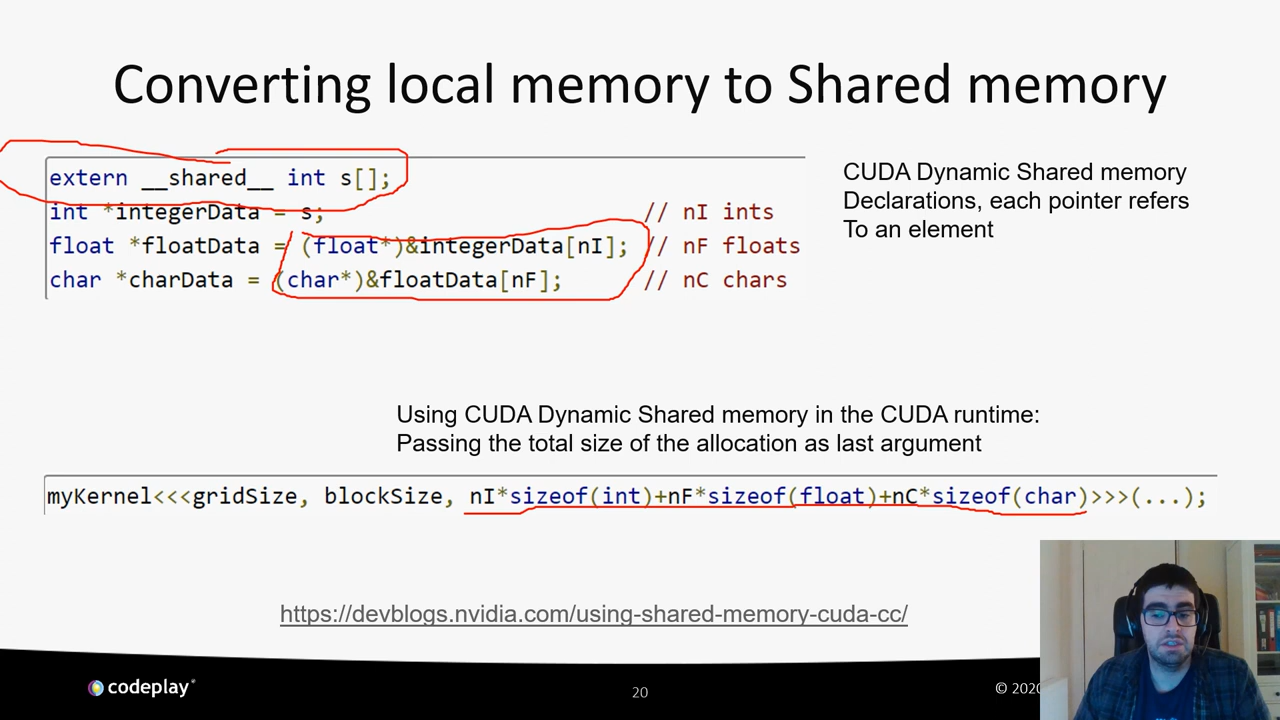 Converting local memory to Shared memory
extern __shared__ int s[];
int *integerData = s; // nI ints
float *floatData = (float*)&integerData[nI]; // nF floats
char *charData = (char*)&floatData[nF]; // nC chars
CUDA Dynamic Shared memory
Declarations, each pointer refers
To an element
Using CUDA Dynamic Shared memory in the CUDA runtime:
Passing the total size of the allocation as last argument
myKernel<<<gridSize, blockSize, nI*sizeof(int)+nF*sizeof(float)+nC*sizeof(char)>>>(...);
https://devblogs.nvidia.com/using-shared-memory-cuda-cc/
codeplay®
20
© 2020